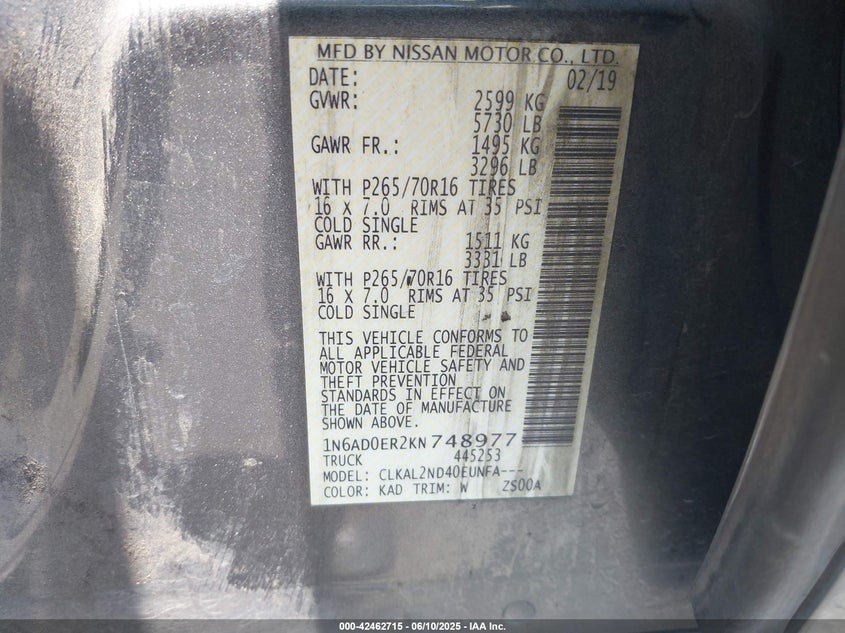 MFD BY NISSAN MOTOR CO., LTD.
DATE: 02/19
GVWR: 2599 KG
5730 LB
GAWR FR.: 1495 KG
3296 LB
WITH P265/70R16 TIRES
16 X 7.0 RIMS AT 35 PSI
COLD SINGLE
GAWR RR.: 1511 KG
3331 LB
WITH P265/70R16 TIRES
16 X 7.0 RIMS AT 35 PSI
COLD SINGLE
THIS VEHICLE CONFORMS TO
ALL APPLICABLE FEDERAL
MOTOR VEHICLE SAFETY AND
THEFT PREVENTION
STANDARDS IN EFFECT ON
THE DATE OF MANUFACTURE
SHOWN ABOVE.
1N6AD0ER2KN748977
TRUCK 445253
MODEL: CLKAL2ND40EUNFA---
COLOR: KAD TRIM: W ZS00A
000-42462715 - 06/10/2025 - IAA Inc.